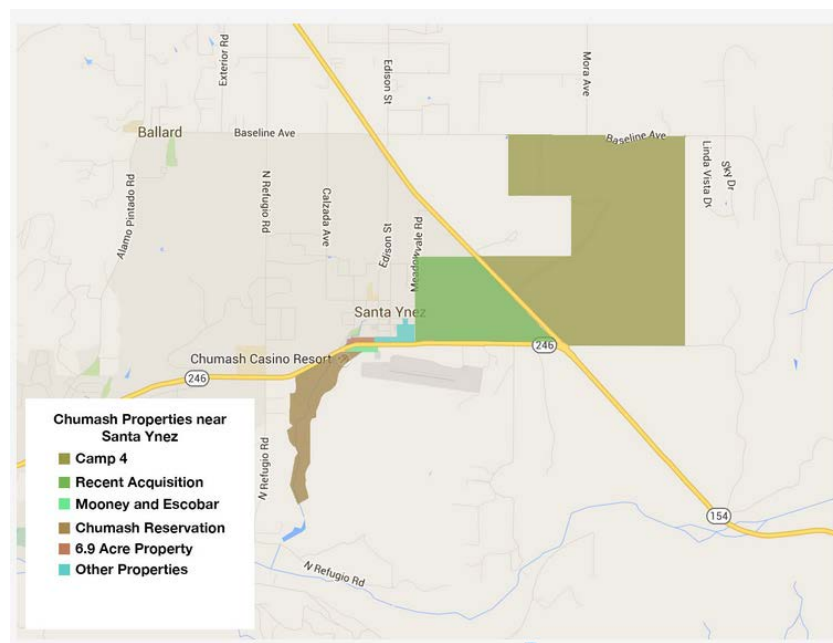 Exterior Rd
Edison St
Mora Ave
Ballard
Baseline Ave
Baseline Ave
Linda Vista Dr
Sky Dr
Alamo Pintado Rd
N Refugio Rd
Calzada Ave
Edison St
Meadowvale Rd
Santa Ynez
Chumash Casino Resort
246
246
Chumash Properties near
Santa Ynez
Camp 4
Recent Acquisition
Mooney and Escobar
Chumash Reservation
6.9 Acre Property
Other Properties
N Refugio Rd
154
N Refugio Rd